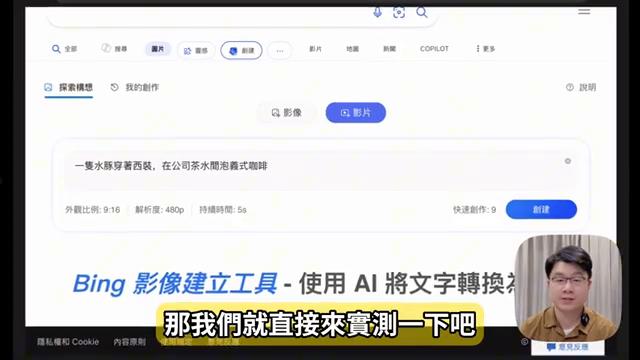 全部 搜尋 圖片 靈感 創建 ... 影片 地圖 新聞 COPILOT 更多
探索構想 我的創作 說明
影像 影片
一隻水豚穿著西裝，在公司茶水間泡義式咖啡
外觀比例: 9:16 解析度: 480p 持續時間: 5s 快速創作: 9 創建
Bing 影像建立工具 - 使用 AI 將文字轉換為
那我們就直接來實測一下吧
隱私權和 Cookie 內容原則 使用規定 意見反應